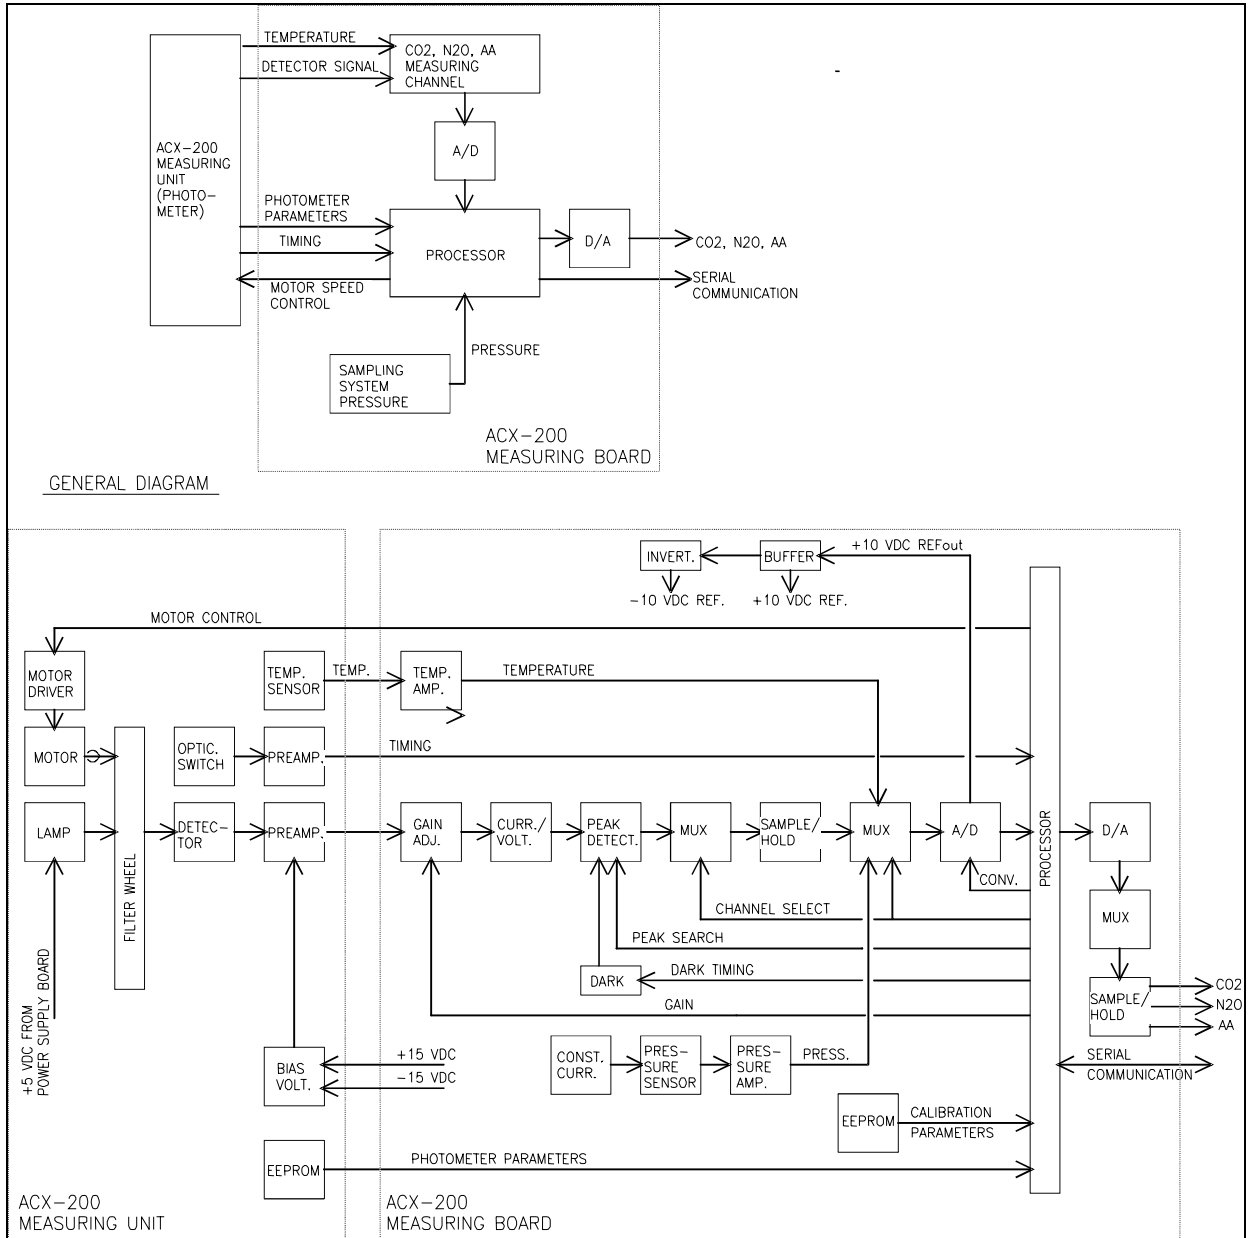 TEMPERATURE
DETECTOR SIGNAL
CO2, N2O, AA
MEASURING
CHANNEL
A/D
ACX-200
MEASURING
UNIT
(PHOTO-
METER)
PHOTOMETER
PARAMETERS
TIMING
MOTOR SPEED
CONTROL
PROCESSOR
D/A
CO2, N2O, AA
SERIAL
COMMUNICATION
PRESSURE
SAMPLING
SYSTEM
PRESSURE
ACX-200
MEASURING BOARD
GENERAL DIAGRAM
INVERT.
BUFFER
+10 VDC REFout
-10 VDC REF.
+10 VDC REF.
MOTOR CONTROL
MOTOR
DRIVER
TEMP.
SENSOR
TEMP.
TEMP.
AMP.
TEMPERATURE
MOTOR
OPTIC.
SWITCH
PREAMP.
TIMING
LAMP
FILTER WHEEL
DETEC-
TOR
PREAMP.
GAIN
ADJ.
CURR./
VOLT.
PEAK
DETECT.
MUX
SAMPLE/
HOLD
MUX
A/D
PROCESSOR
D/A
CONV.
CHANNEL SELECT
MUX
PEAK SEARCH
DARK
DARK TIMING
GAIN
SAMPLE/
HOLD
CO2
N2O
AA
+5 VDC FROM
POWER SUPPLY BOARD
BIAS
VOLT.
+15 VDC
-15 VDC
CONST.
CURR.
PRES-
SURE
SENSOR
PRES-
SURE
AMP.
PRESS.
SERIAL
COMMUNICATION
EEPROM
CALIBRATION
PARAMETERS
EEPROM
PHOTOMETER PARAMETERS
ACX-200
MEASURING UNIT
ACX-200
MEASURING BOARD